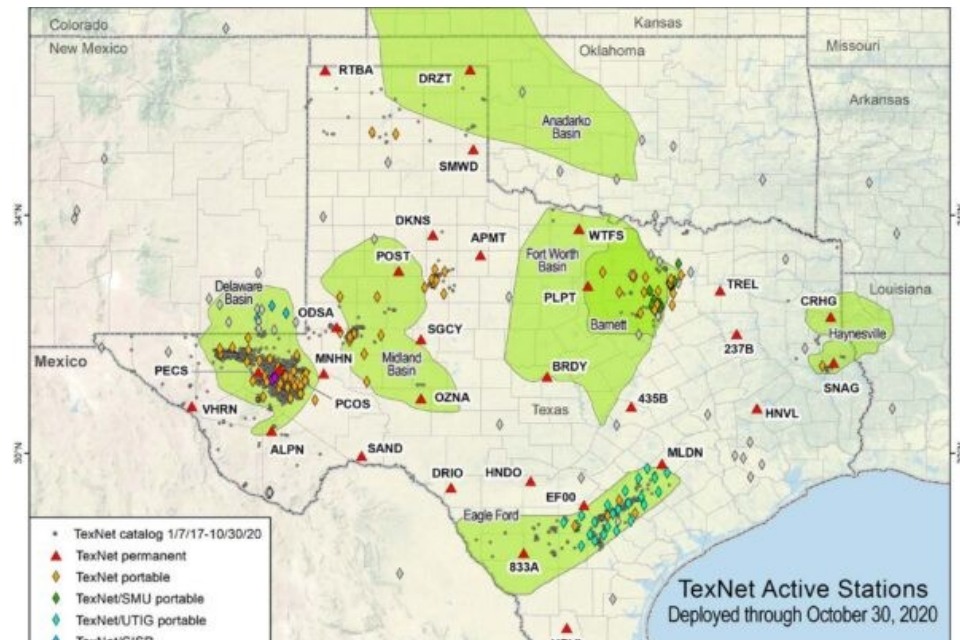 Colorado
Kansas
New Mexico
Oklahoma
Missouri
RTBA
DRZT
Arkansas
Anadarko
Basin
SMWD
34°N
DKNS
APMT
WTFS
POST
Fort Worth
Basin
Delaware
Basin
PLPT
TREL
Louisiana
CRHG
ODSA
SGCY
Barnett
Haynesville
237B
Mexico
MNHN
Midland
Basin
BRDY
PECS
SNAG
PCOS
OZNA
Texas
435B
VHRN
HNVL
ALPN
SAND
MLDN
30°N
DRIO
HNDO
EF00
Eagle Ford
833A
TexNet catalog 1/7/17-10/30/20
TexNet permanent
TexNet portable
TexNet/SMU portable
TexNet/UTIG portable
TexNet Active Stations
Deployed through October 30, 2020